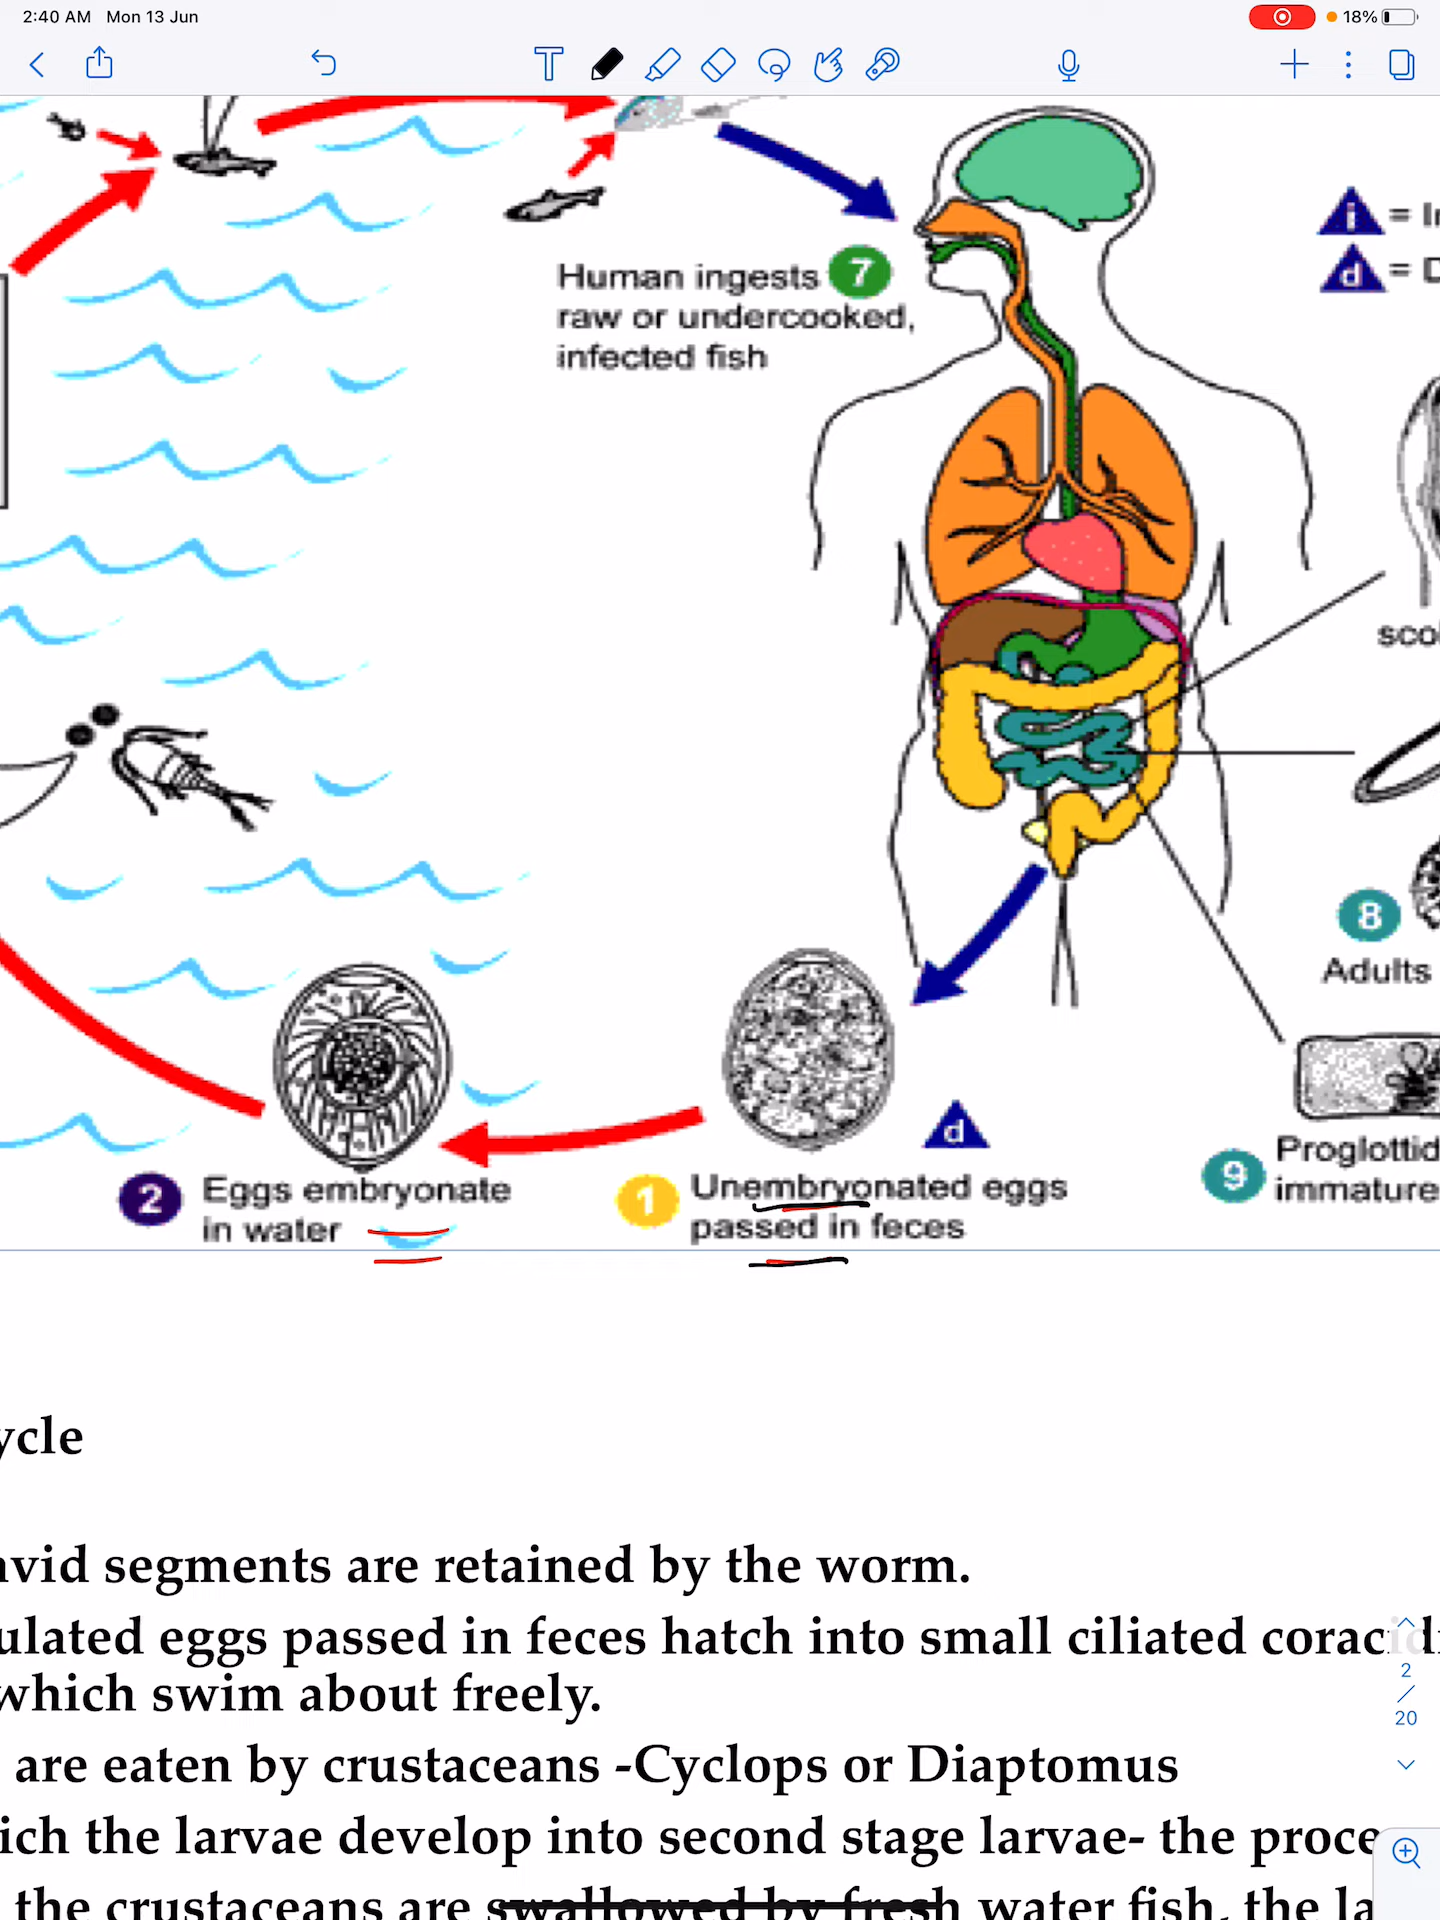 2:40 AM Mon 13 Jun
18%
T
i = I
d = D
Human ingests 7
raw or undercooked,
infected fish
scol
8
Adults
d
2 Eggs embryonate
in water
1 Unembryonated eggs
passed in feces
9 Proglottid
immature
ycle
avid segments are retained by the worm.
ulated eggs passed in feces hatch into small ciliated coracidi
which swim about freely.
are eaten by crustaceans -Cyclops or Diaptomus
ich the larvae develop into second stage larvae- the proce
the crustaceans are swallowed by fresh water fish, the la
2
/
20